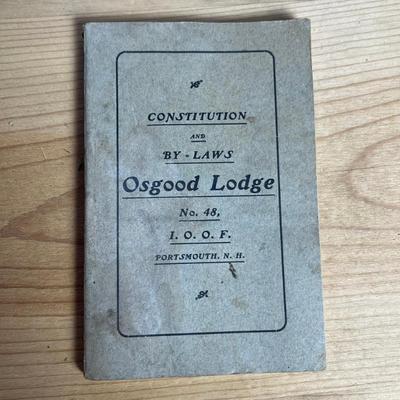 CONSTITUTION
AND
BY-LAWS
Osgood Lodge
No. 48,
I. O. O. F.
PORTSMOUTH, N. H.